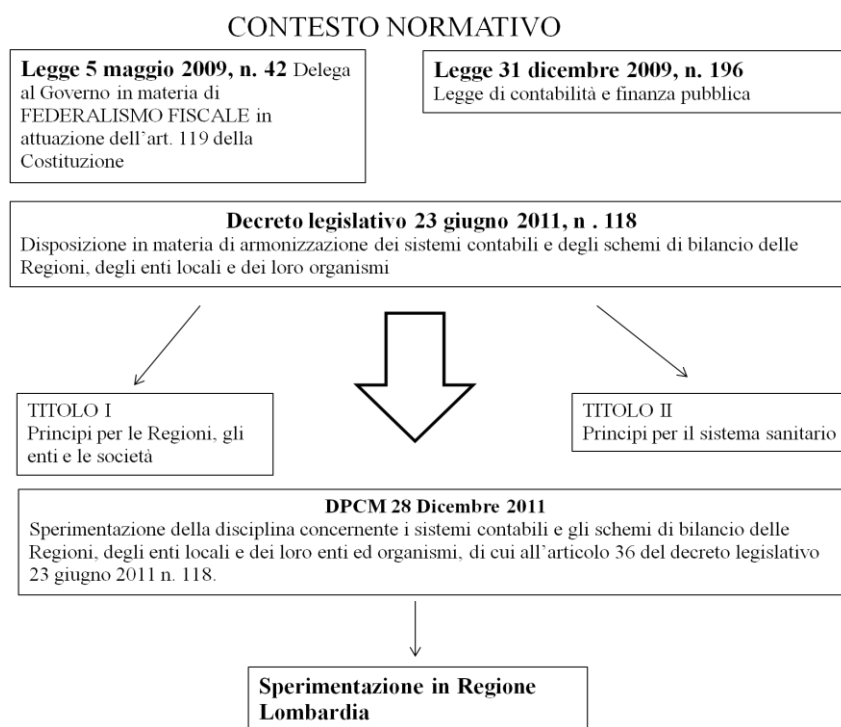 CONTESTO NORMATIVO
Legge 5 maggio 2009, n. 42 Delega
al Governo in materia di
FEDERALISMO FISCALE in
attuazione dell'art. 119 della
Costituzione
Legge 31 dicembre 2009, n. 196
Legge di contabilità e finanza pubblica
Decreto legislativo 23 giugno 2011, n . 118
Disposizione in materia di armonizzazione dei sistemi contabili e degli schemi di bilancio delle
Regioni, degli enti locali e dei loro organismi
TITOLO I
Principi per le Regioni, gli
enti e le società
TITOLO II
Principi per il sistema sanitario
DPCM 28 Dicembre 2011
Sperimentazione della disciplina concernente i sistemi contabili e gli schemi di bilancio delle
Regioni, degli enti locali e dei loro enti ed organismi, di cui all'articolo 36 del decreto legislativo
23 giugno 2011 n. 118.
Sperimentazione in Regione
Lombardia